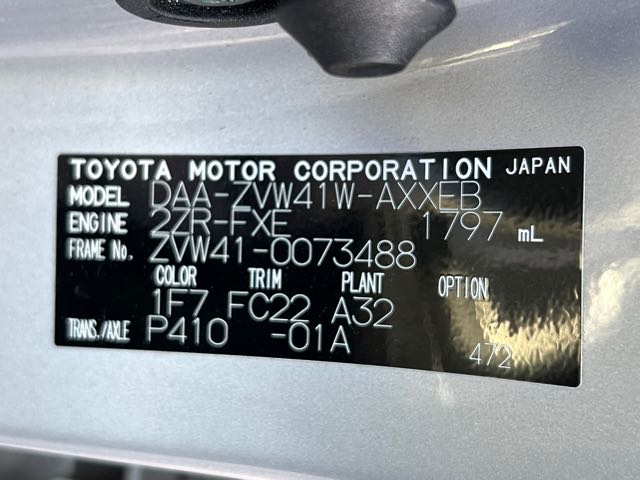 TOYOTA MOTOR CORPORATION JAPAN
MODEL DAA-ZVW41W-AXXEB
ENGINE 2ZR-FXE 1797 mL
FRAME No. ZVW41-0073488
COLOR TRIM PLANT OPTION
1F7 FC22 A32
TRANS./AXLE P410 -01A
472